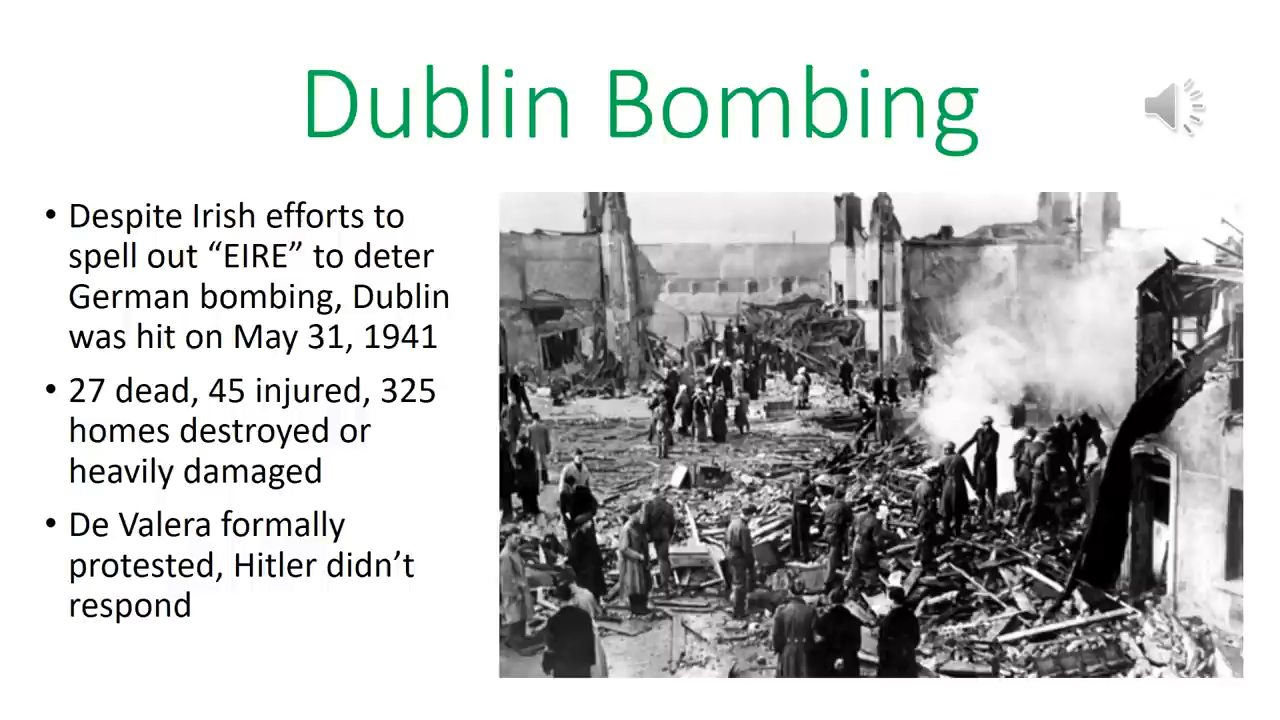 Dublin Bombing
• Despite Irish efforts to
spell out “EIRE” to deter
German bombing, Dublin
was hit on May 31, 1941
• 27 dead, 45 injured, 325
homes destroyed or
heavily damaged
• De Valera formally
protested, Hitler didn’t
respond